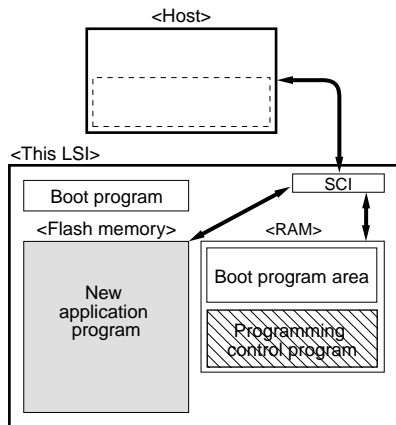 <Host>
<This LSI>
SCI
Boot program
<Flash memory>
<RAM>
Boot program area
New
application
program
Programming
control program